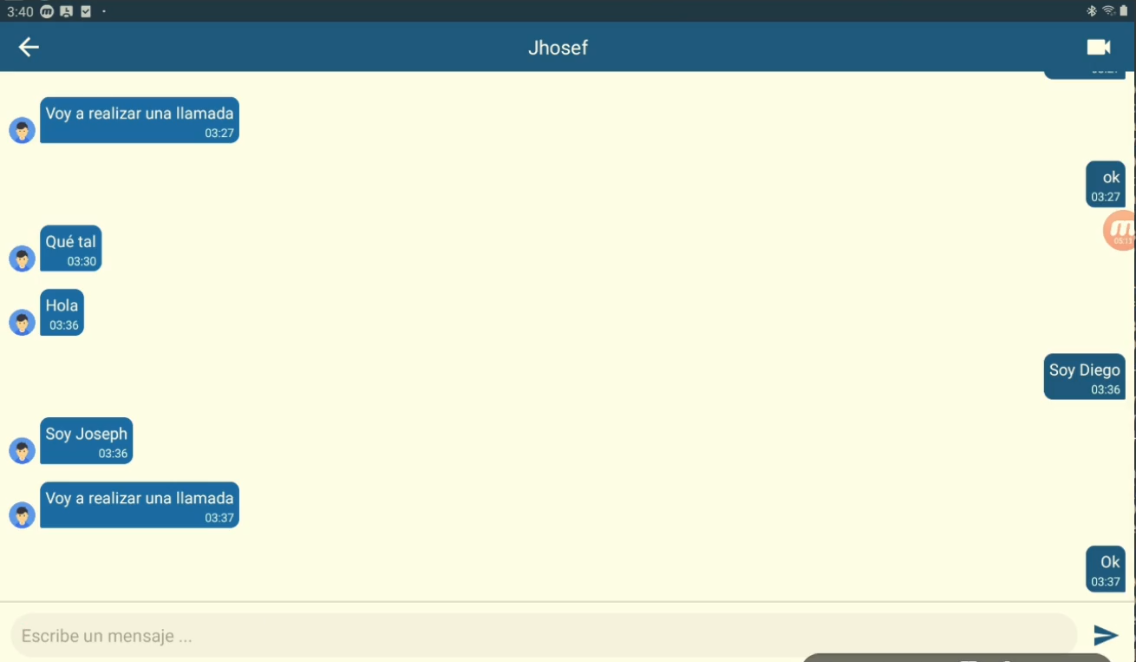 3:40
Jhosef
Voy a realizar una llamada
03:27
ok
03:27
Qué tal
03:30
Hola
03:36
Soy Diego
03:36
Soy Joseph
03:36
Voy a realizar una llamada
03:37
Ok
03:37
Escribe un mensaje ...